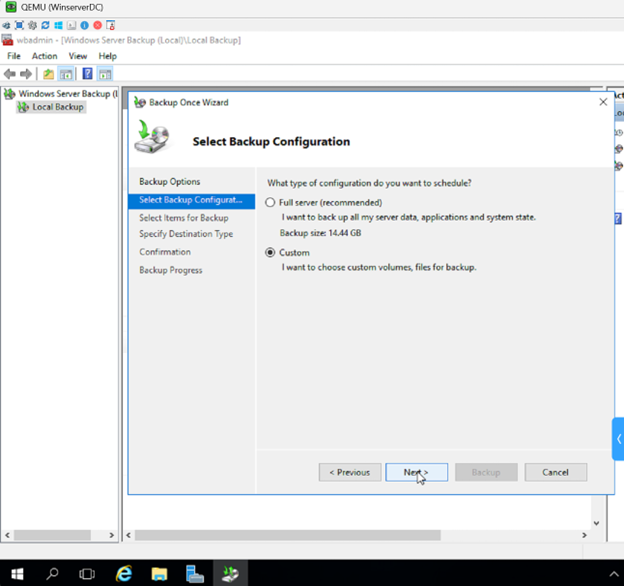 QEMU (WinserverDC)
wbadmin - [Windows Server Backup (Local)\Local Backup]
File Action View Help
Windows Server Backup (l
Local Backup
Backup Once Wizard
Select Backup Configuration
Backup Options
Select Backup Configurat...
Select Items for Backup
Specify Destination Type
Confirmation
Backup Progress
What type of configuration do you want to schedule?
Full server (recommended)
I want to back up all my server data, applications and system state.
Backup size: 14.44 GB
Custom
I want to choose custom volumes, files for backup.
< Previous
Next >
Backup
Cancel